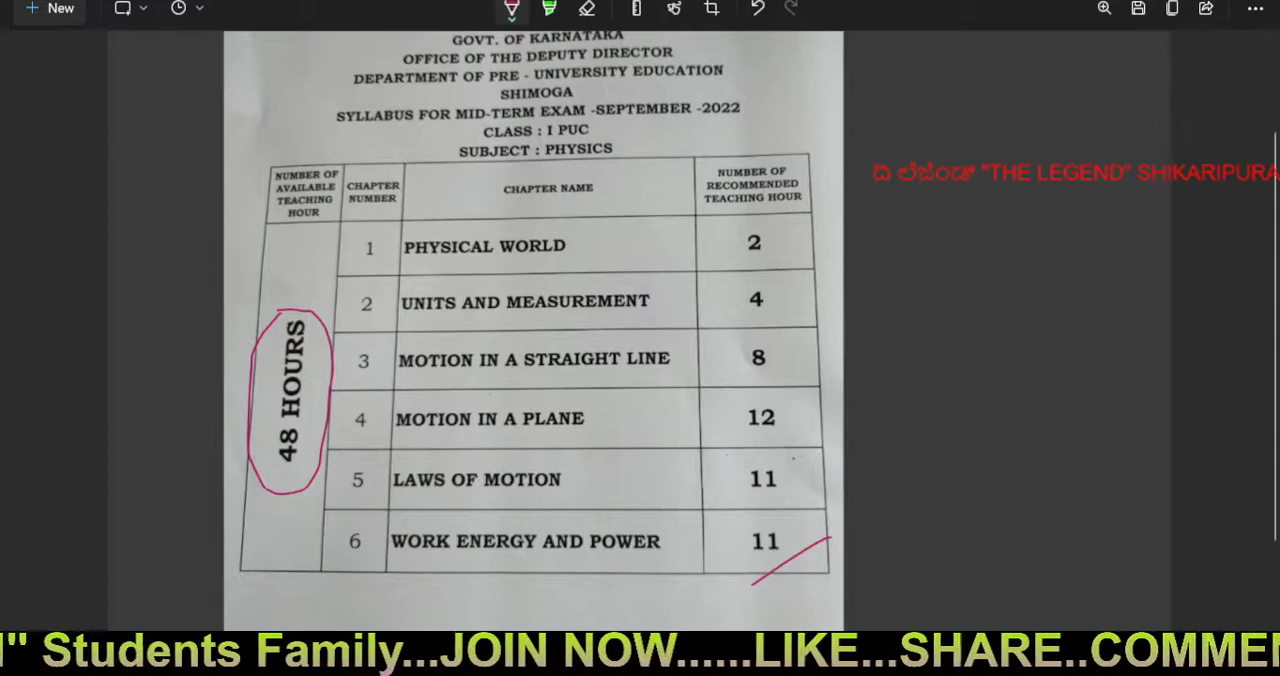 New
GOVT. OF KARNATAKA
OFFICE OF THE DEPUTY DIRECTOR
DEPARTMENT OF PRE - UNIVERSITY EDUCATION
SHIMOGA
SYLLABUS FOR MID-TERM EXAM -SEPTEMBER -2022
CLASS : I PUC
SUBJECT : PHYSICS
NUMBER OF AVAILABLE TEACHING HOUR CHAPTER NUMBER CHAPTER NAME NUMBER OF RECOMMENDED TEACHING HOUR
ದಿ ಲೆಜೆಂಡ್ "THE LEGEND" SHIKARIPURA
1 PHYSICAL WORLD 2
2 UNITS AND MEASUREMENT 4
3 MOTION IN A STRAIGHT LINE 8
48 HOURS
4 MOTION IN A PLANE 12
5 LAWS OF MOTION 11
6 WORK ENERGY AND POWER 11
" Students Family...JOIN NOW......LIKE...SHARE..COMMEN